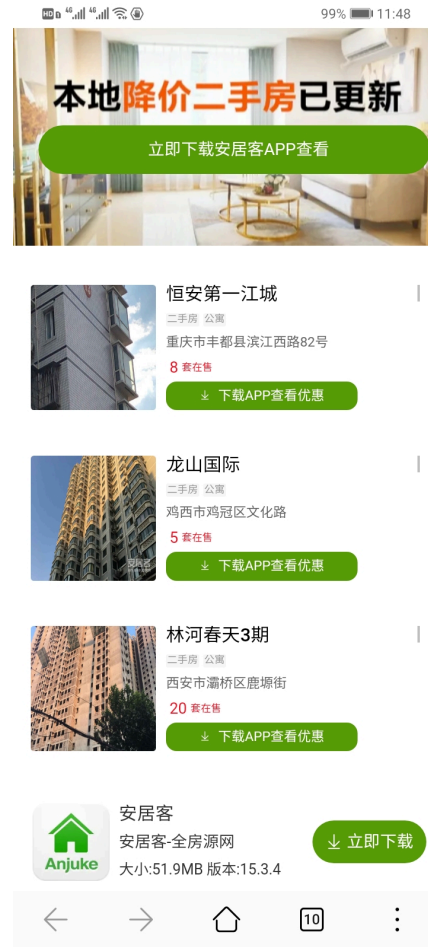 HD 4G 4G 99% 11:48
本地降价二手房已更新
立即下载安居客APP查看
恒安第一江城
二手房 公寓
重庆市丰都县滨江西路82号
8 套在售
下载APP查看优惠
龙山国际
二手房 公寓
鸡西市鸡冠区文化路
5 套在售
下载APP查看优惠
安居客
林河春天3期
二手房 公寓
西安市灞桥区鹿塬街
20 套在售
下载APP查看优惠
Anjuke
安居客
安居客-全房源网
大小:51.9MB 版本:15.3.4
立即下载
10